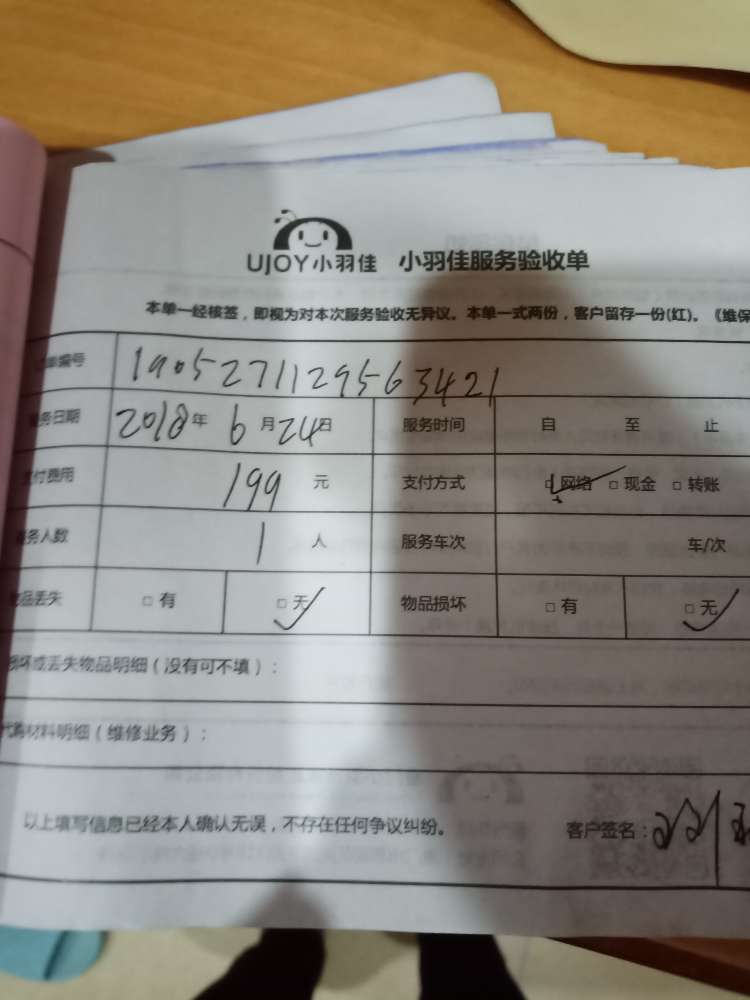 UJOY小羽佳 小羽佳服务验收单
本单一经核签，即视为对本次服务验收无异议。本单一式两份，客户留存一份(红)。《维保
单编号 1905271129563421
务日期 2018年 6月24日 服务时间 自 至 止
付费用 199 元 支付方式 □网络 □现金 □转账
务人数 1 人 服务车次 车/次
品丢失 □有 □无 物品损坏 □有 □无
损坏或丢失物品明细（没有可不填）：
代购材料明细（维修业务）：
以上填写信息已经本人确认无误，不存在任何争议纠纷。 客户签名：